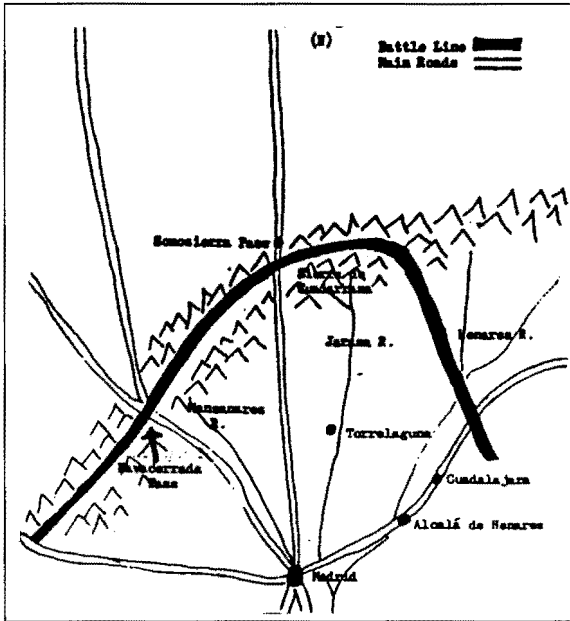 (N)
Battle Line
Main Roads
Somosierra Pass
Sierra de
Guadarrama
Jarama R.
Henares R.
Manzanares
R.
Torrelaguna
Navacerrada
Pass
Guadalajara
Alcalá de Henares
Madrid